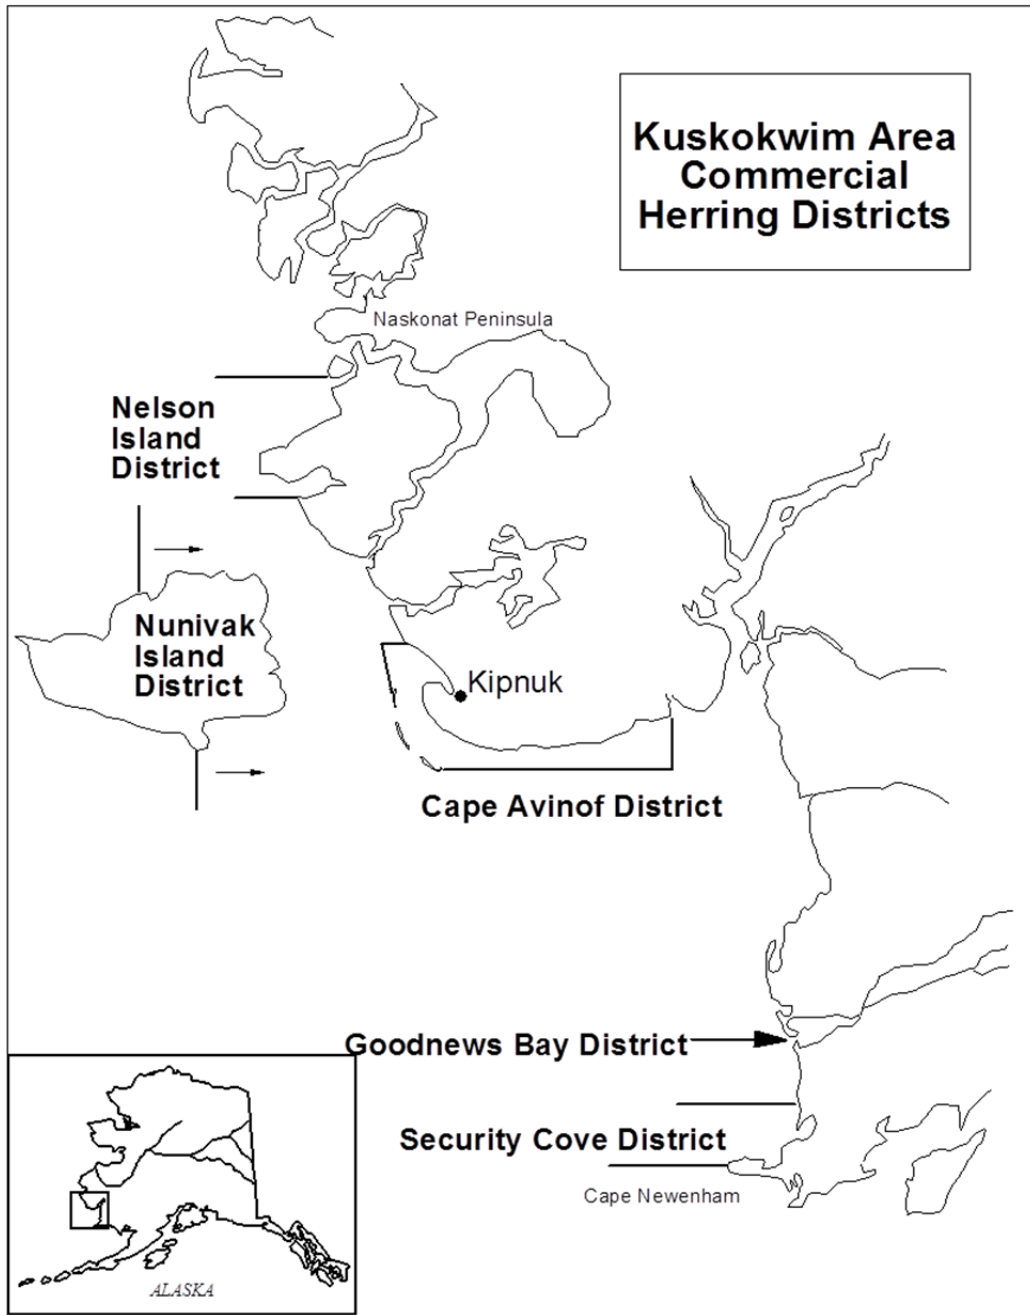 Kuskokwim Area
Commercial
Herring Districts
Naskonat Peninsula
Nelson
Island
District
Nunivak
Island
District
Kipnuk
Cape Avinof District
Goodnews Bay District
Security Cove District
Cape Newenham
ALASKA